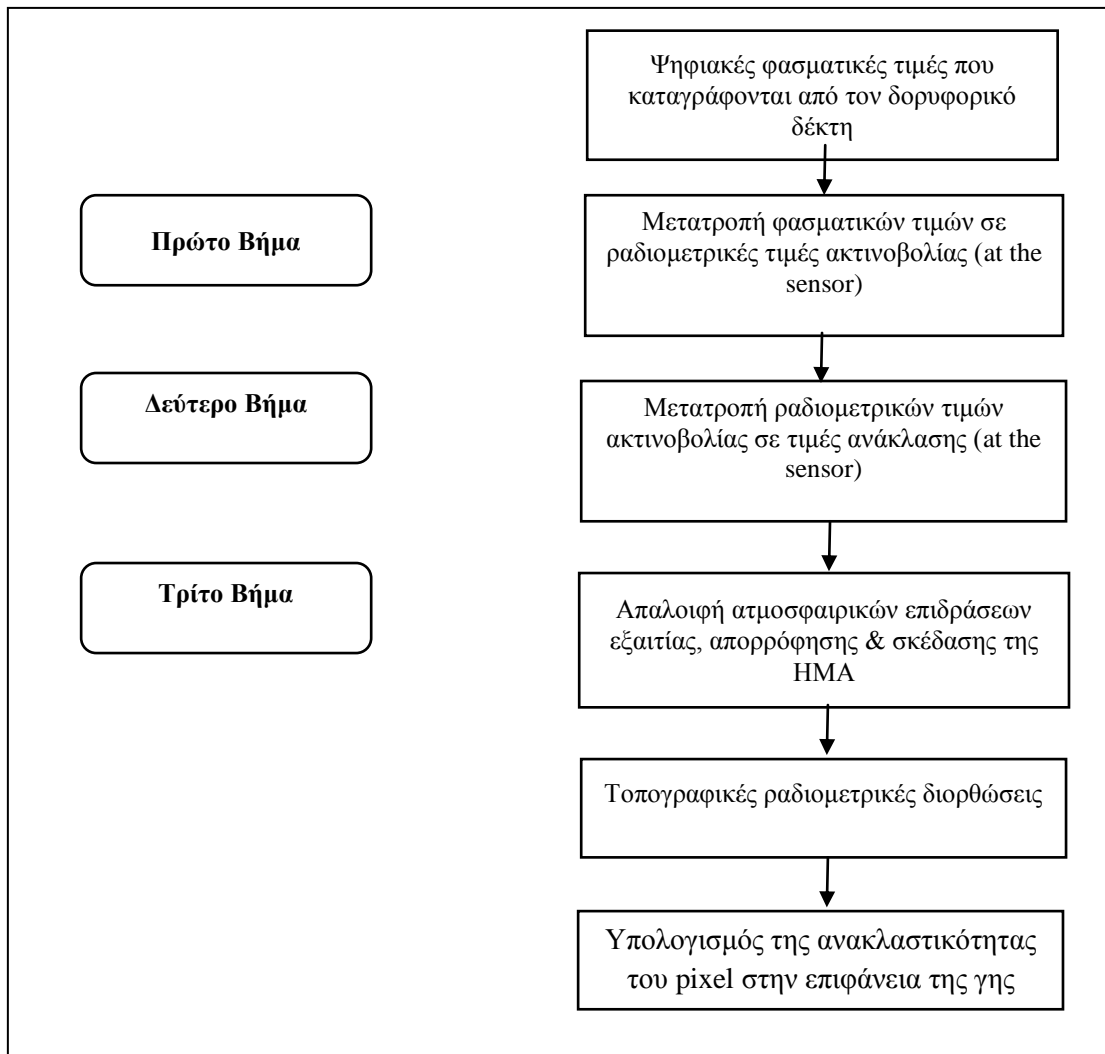 Ψηφιακές φασματικές τιμές που
καταγράφονται από τον δορυφορικό
δέκτη
Πρώτο Βήμα
Μετατροπή φασματικών τιμών σε
ραδιομετρικές τιμές ακτινοβολίας (at the
sensor)
Δεύτερο Βήμα
Μετατροπή ραδιομετρικών τιμών
ακτινοβολίας σε τιμές ανάκλασης (at the
sensor)
Τρίτο Βήμα
Απαλοιφή ατμοσφαιρικών επιδράσεων
εξαιτίας, απορρόφησης & σκέδασης της
ΗΜΑ
Τοπογραφικές ραδιομετρικές διορθώσεις
Υπολογισμός της ανακλαστικότητας
του pixel στην επιφάνεια της γης